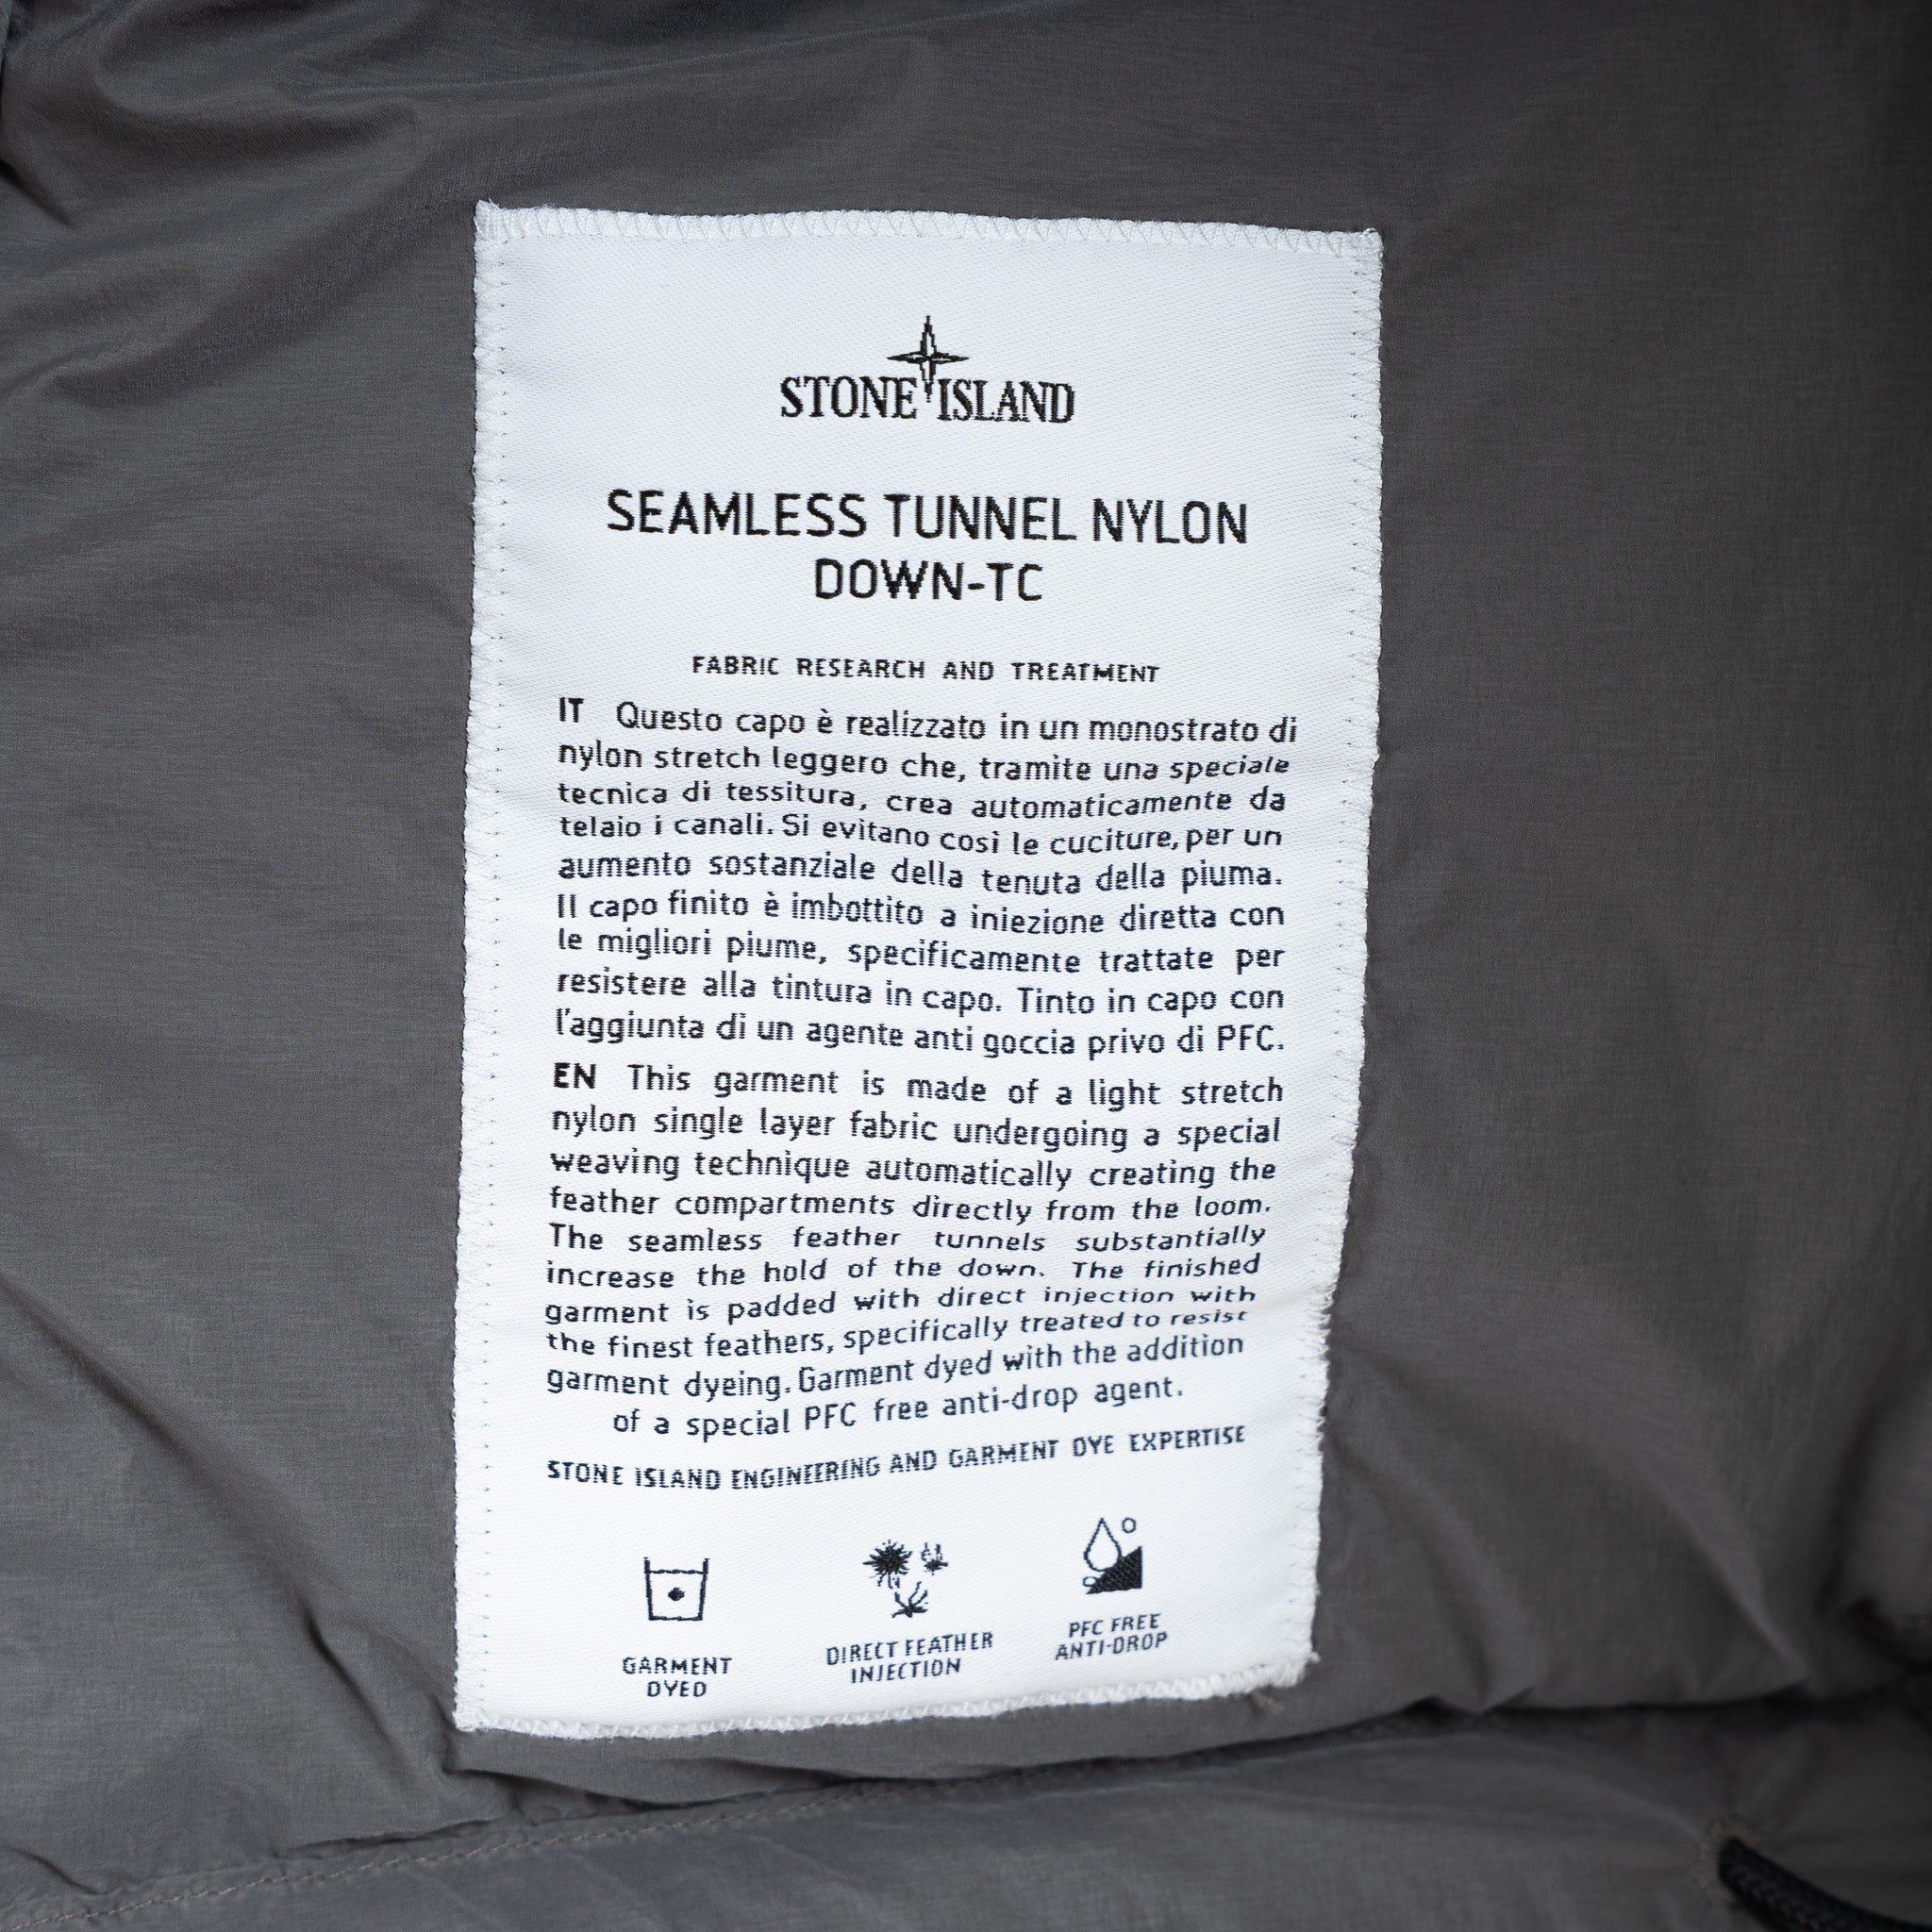 STONE ISLAND
SEAMLESS TUNNEL NYLON
DOWN-TC
FABRIC RESEARCH AND TREATMENT
IT Questo capo è realizzato in un monostrato di
nylon stretch leggero che, tramite una speciale
tecnica di tessitura, crea automaticamente da
telaio i canali. Si evitano così le cuciture, per un
aumento sostanziale della tenuta della piuma.
Il capo finito è imbottito a iniezione diretta con
le migliori piume, specificamente trattate per
resistere alla tintura in capo. Tinto in capo con
l'aggiunta di un agente anti goccia privo di PFC.
EN This garment is made of a light stretch
nylon single layer fabric undergoing a special
weaving technique automatically creating the
feather compartments directly from the loom.
The seamless feather tunnels substantially
increase the hold of the down. The finished
garment is padded with direct injection with
the finest feathers, specifically treated to resist
garment dyeing. Garment dyed with the addition
of a special PFC free anti-drop agent.
STONE ISLAND ENGINEERING AND GARMENT DYE EXPERTISE
GARMENT
DYED
DIRECT FEATHER
INJECTION
PFC FREE
ANTI-DROP